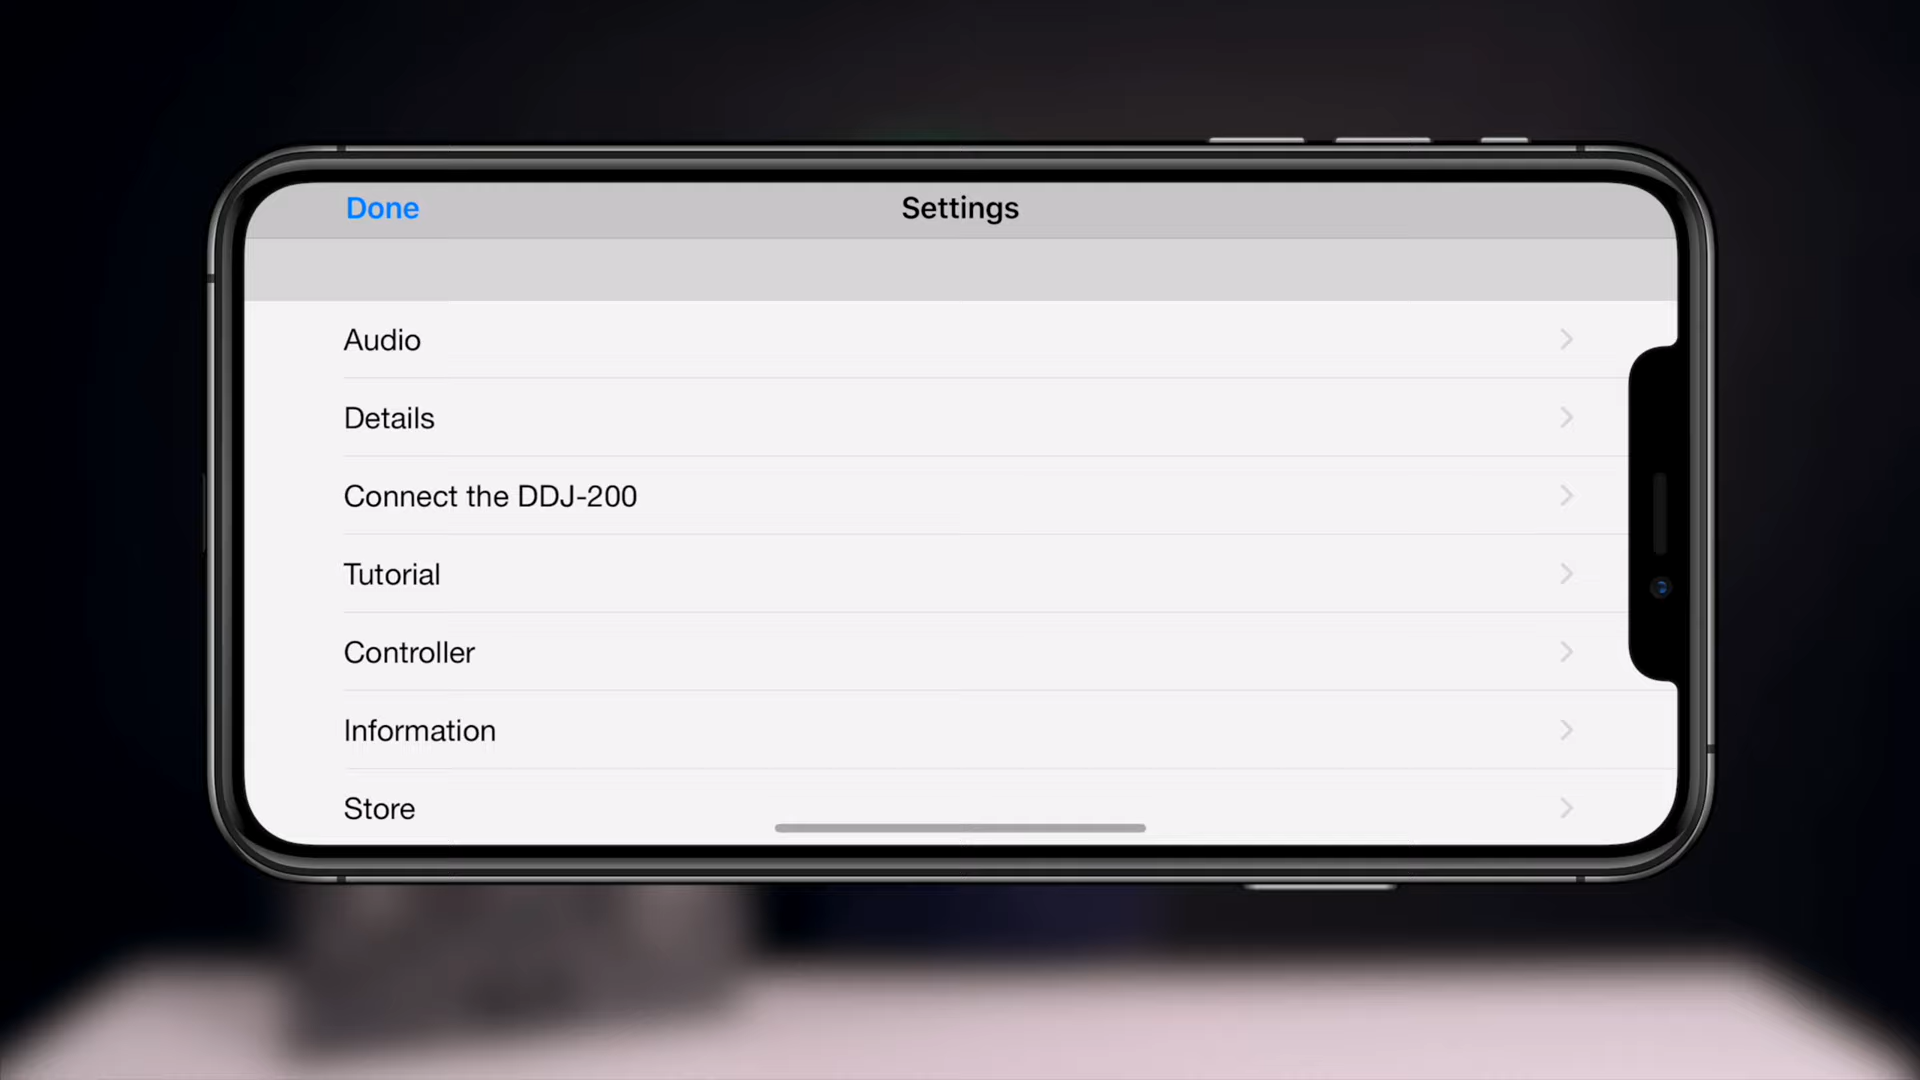 Done
Settings
Audio
Details
Connect the DDJ-200
Tutorial
Controller
Information
Store